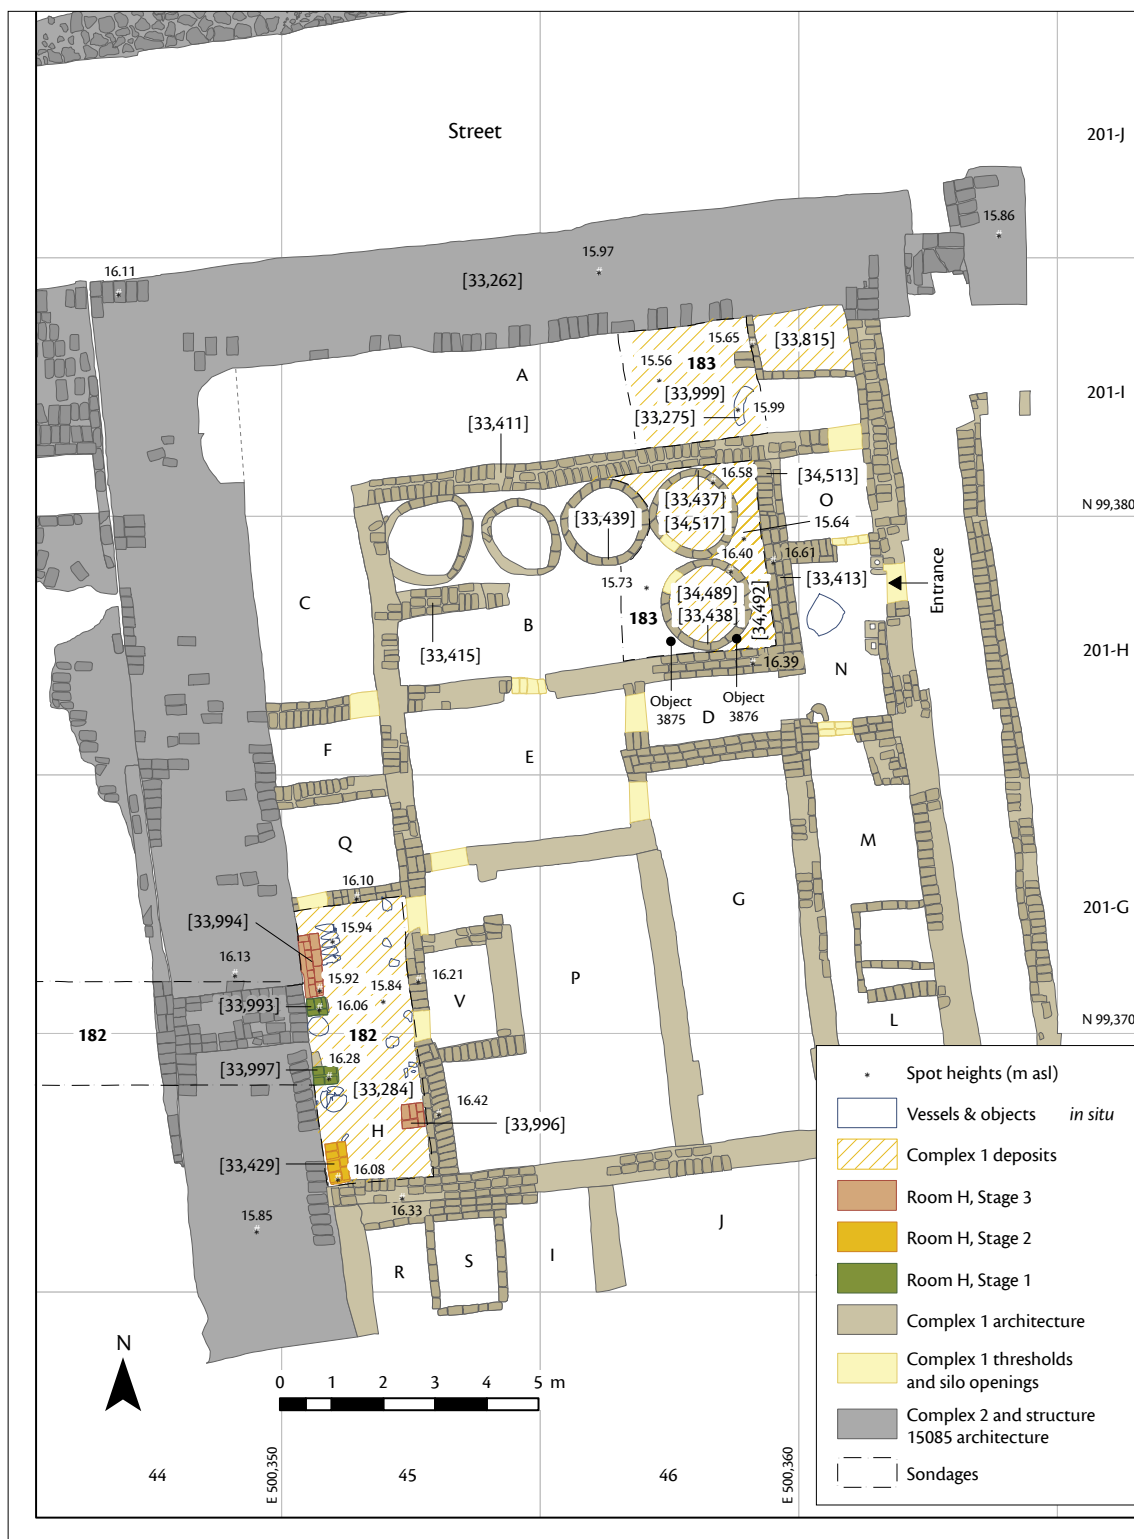 Street
201-J
15.86
15.97
16.11
[33,262]
15.65
[33,815]
15.56
183
A
[33,999]
201-I
[33,275]
15.99
[33,411]
16.58
[34,513]
[33,437]
O
N 99,380
[33,439]
[34,517]
15.64
16.40
16.61
15.73
[33,413]
Entrance
C
[34,489]
[34,492]
B
183
[33,438]
[33,415]
201-H
16.39
N
Object
3875
Object
3876
D
F
E
M
Q
G
16.10
201-G
[33,994]
15.94
16.13
15.92
15.84
16.21
P
[33,993]
16.06
V
L
N 99,370
182
182
16.28
[33,997]
[33,284]
16.42
H
[33,996]
[33,429]
16.08
15.85
16.33
J
R
S
I
Spot heights (m asl)
Vessels & objects in situ
Complex 1 deposits
Room H, Stage 3
Room H, Stage 2
Room H, Stage 1
Complex 1 architecture
Complex 1 thresholds
and silo openings
Complex 2 and structure
15085 architecture
Sondages
N
0 1 2 3 4 5 m
44
E 500,350
45
46
E 500,360